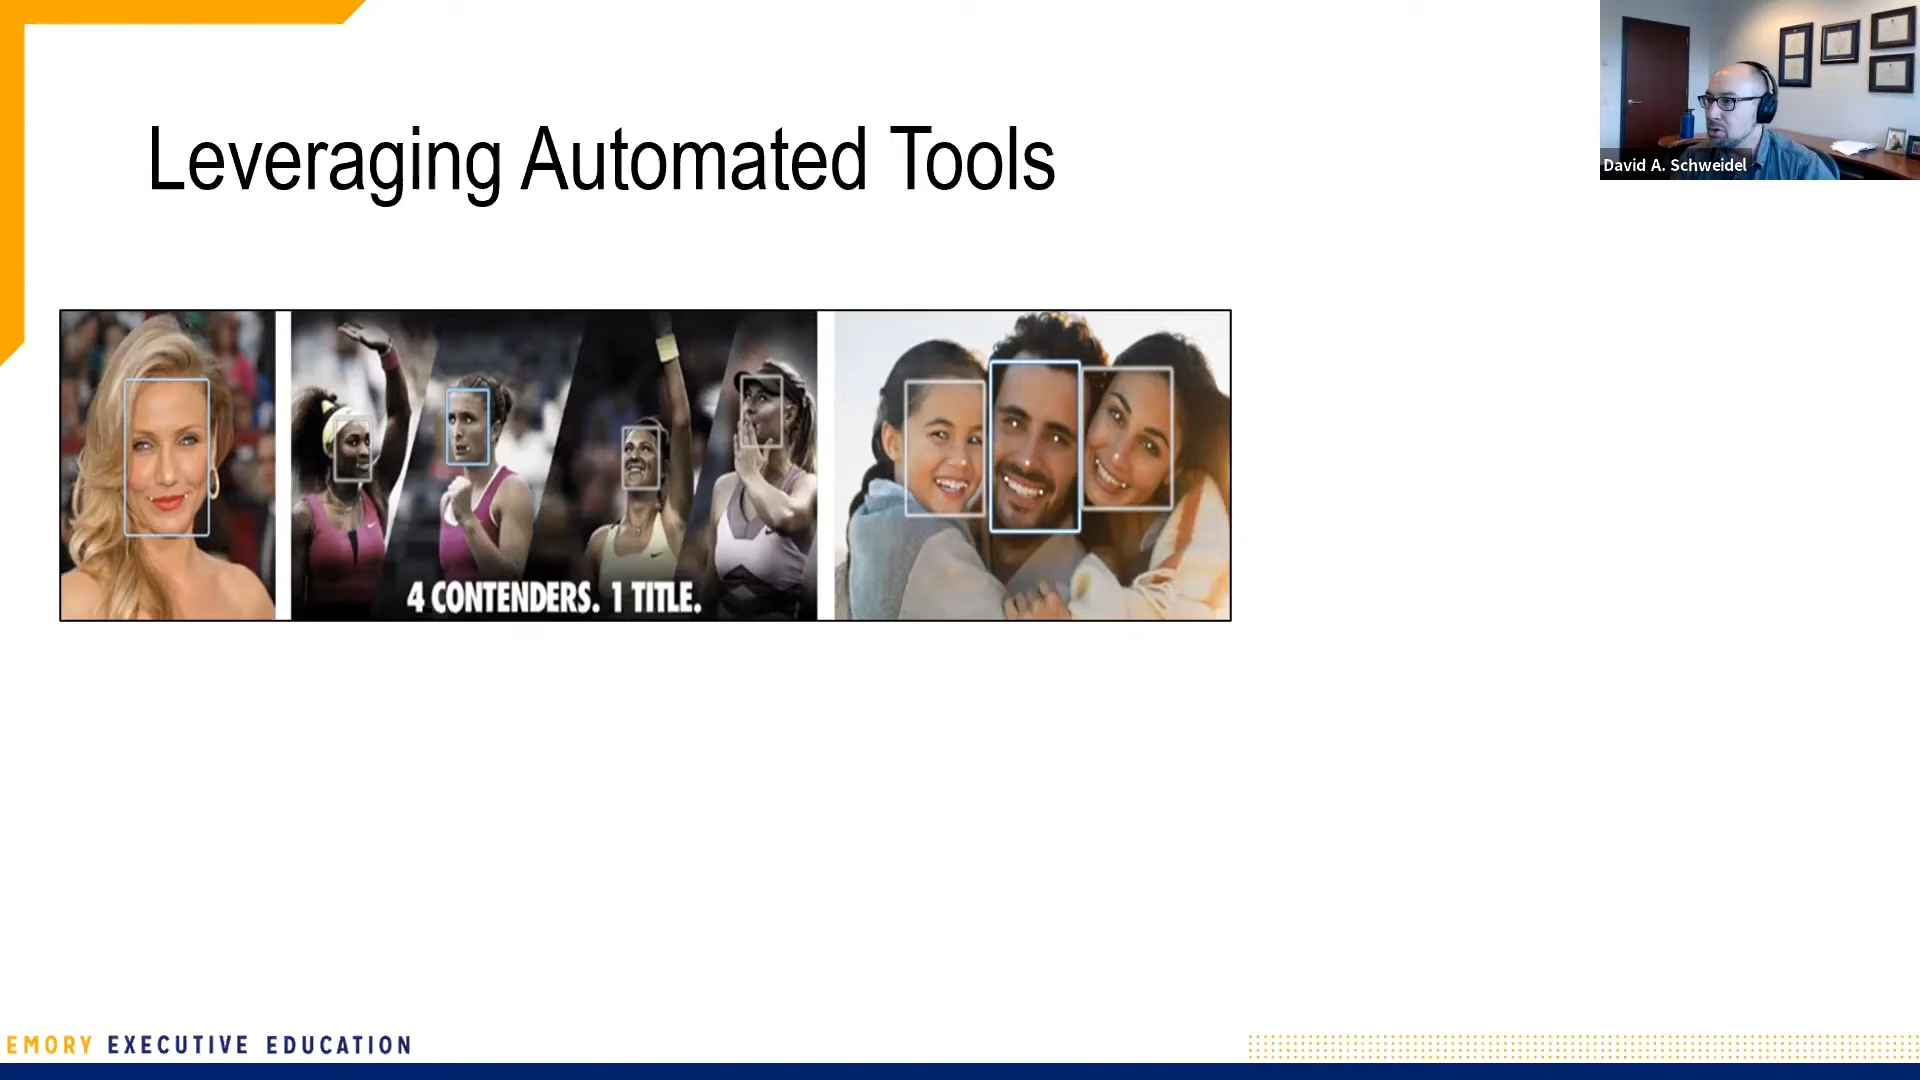 Leveraging Automated Tools
David A. Schweidel
4 CONTENDERS. 1 TITLE.
EMORY EXECUTIVE EDUCATION